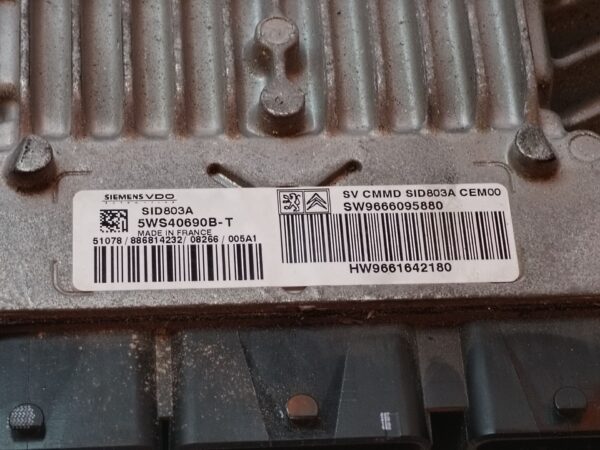 SIEMENS VDO
SID803A
5WS40690B-T
MADE IN FRANCE
51078 / 886814232 / 08266 / 005A1
SV CMMD SID803A CEM00
SW9666095880
HW9661642180